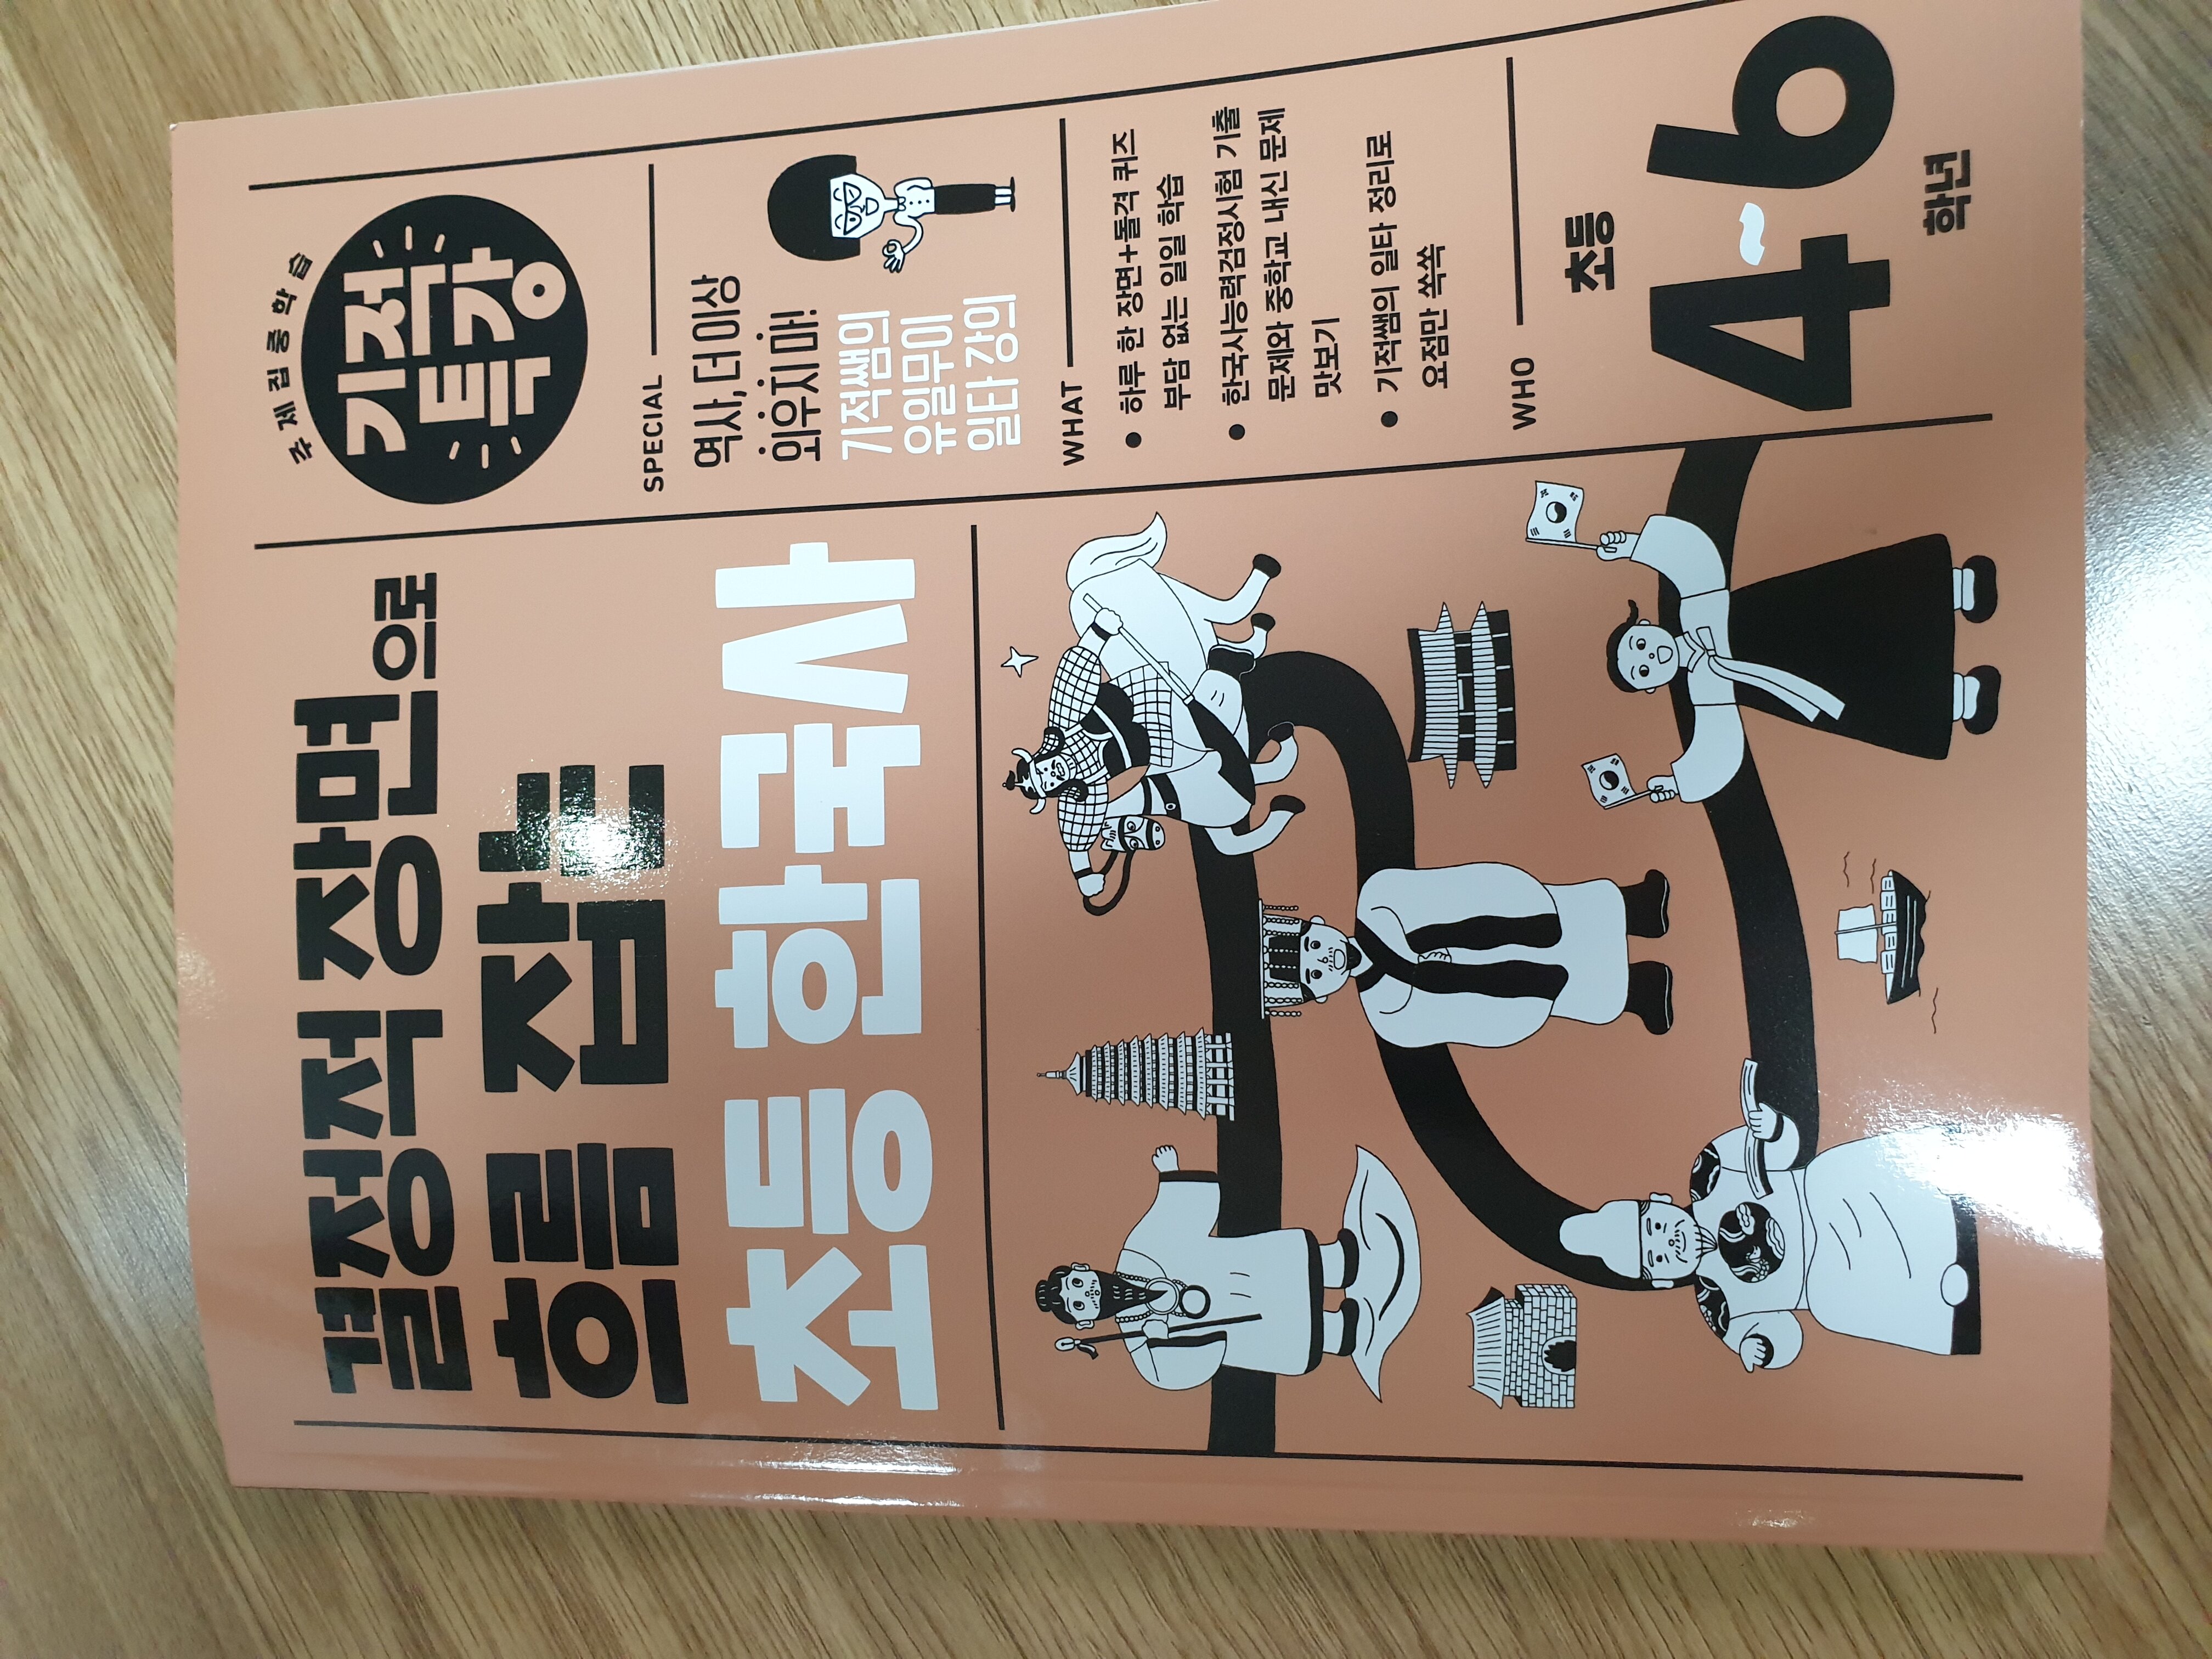 결정적 장면으로
흐름 잡는
초등 한국사
주제 집중 학습
기적
특강
SPECIAL
역사, 더 이상
외우지 마!
기적쌤의
유일무이
일타 강의
WHAT
● 하루 한 장면+똘격 퀴즈
부담 없는 일일 학습
● 한국사능력검정시험 기출
문제와 중학교 내신 문제
맛보기
● 기적쌤의 일타 정리로
요점만 쏙쏙
WHO
초등
4~6
학년